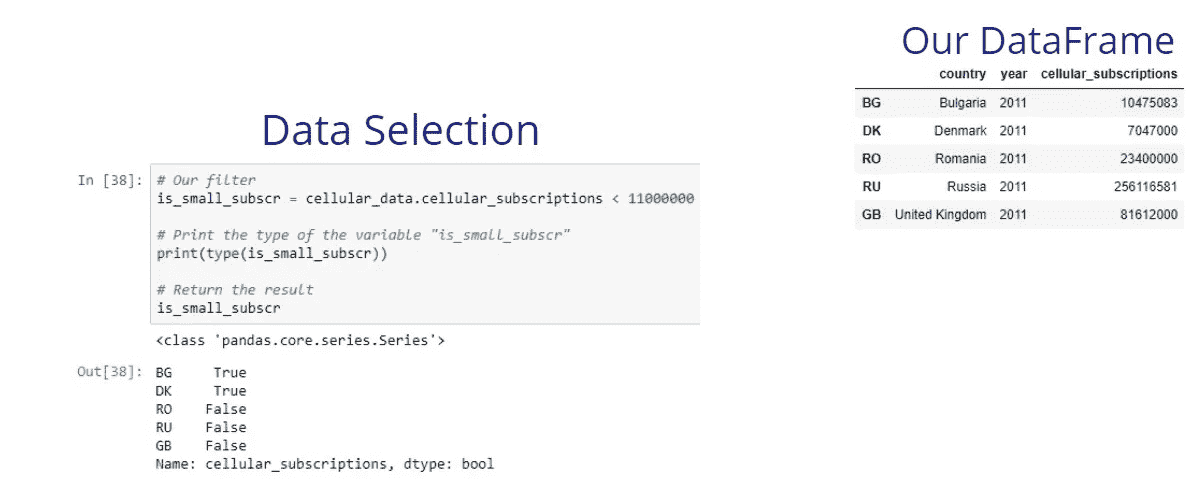 Our DataFrame
country year cellular_subscriptions
BG Bulgaria 2011 10475083
DK Denmark 2011 7047000
RO Romania 2011 23400000
RU Russia 2011 256116581
GB United Kingdom 2011 81612000
Data Selection
In [38]: # Our filter
is_small_subscr = cellular_data.cellular_subscriptions < 11000000
# Print the type of the variable "is_small_subscr"
print(type(is_small_subscr))
# Return the result
is_small_subscr
<class 'pandas.core.series.Series'>
Out[38]: BG True
DK True
RO False
RU False
GB False
Name: cellular_subscriptions, dtype: bool